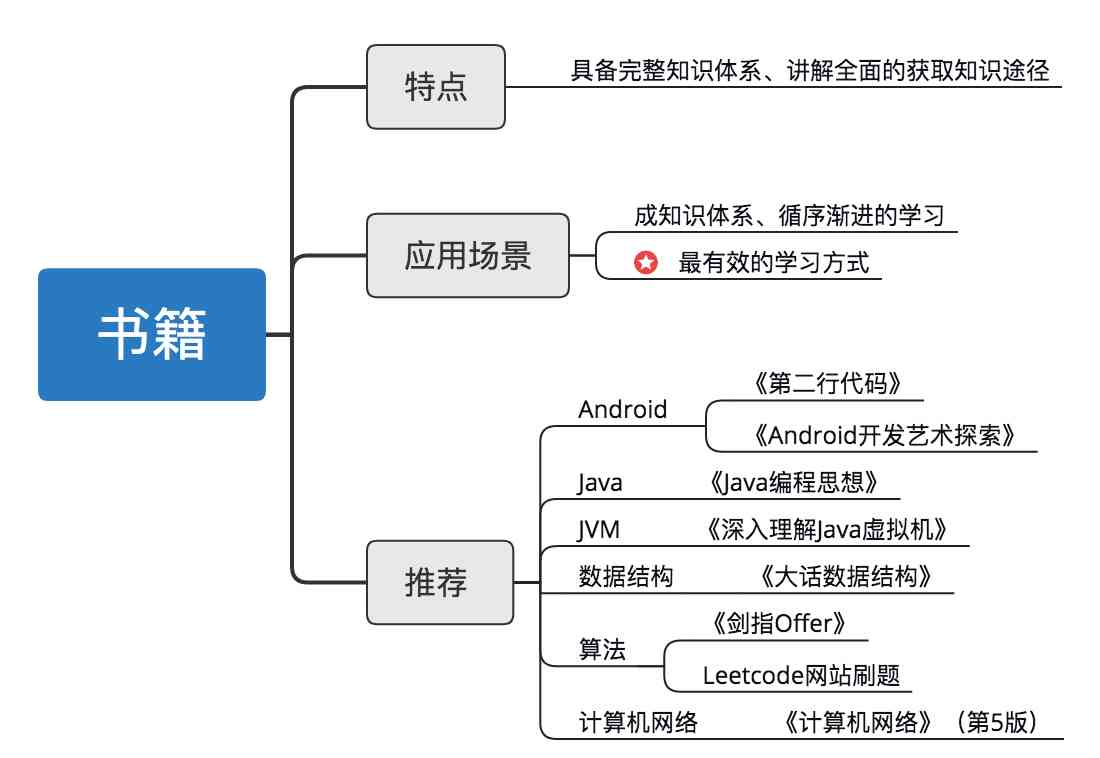 书籍
特点
具备完整知识体系、讲解全面的获取知识途径
应用场景
成知识体系、循序渐进的学习
最有效的学习方式
推荐
Android
《第二行代码》
《Android开发艺术探索》
Java 《Java编程思想》
JVM 《深入理解Java虚拟机》
数据结构 《大话数据结构》
算法
《剑指Offer》
Leetcode网站刷题
计算机网络 《计算机网络》（第5版）